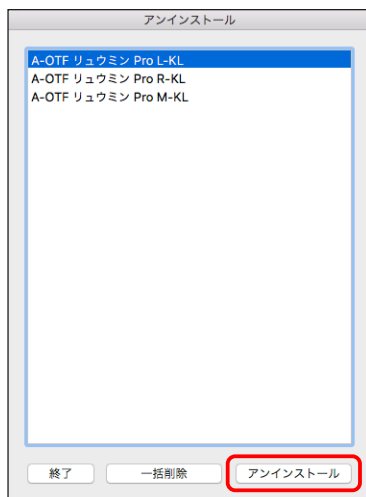 アンインストール
A-OTF リュウミン Pro L-KL
A-OTF リュウミン Pro R-KL
A-OTF リュウミン Pro M-KL
終了
一括削除
アンインストール